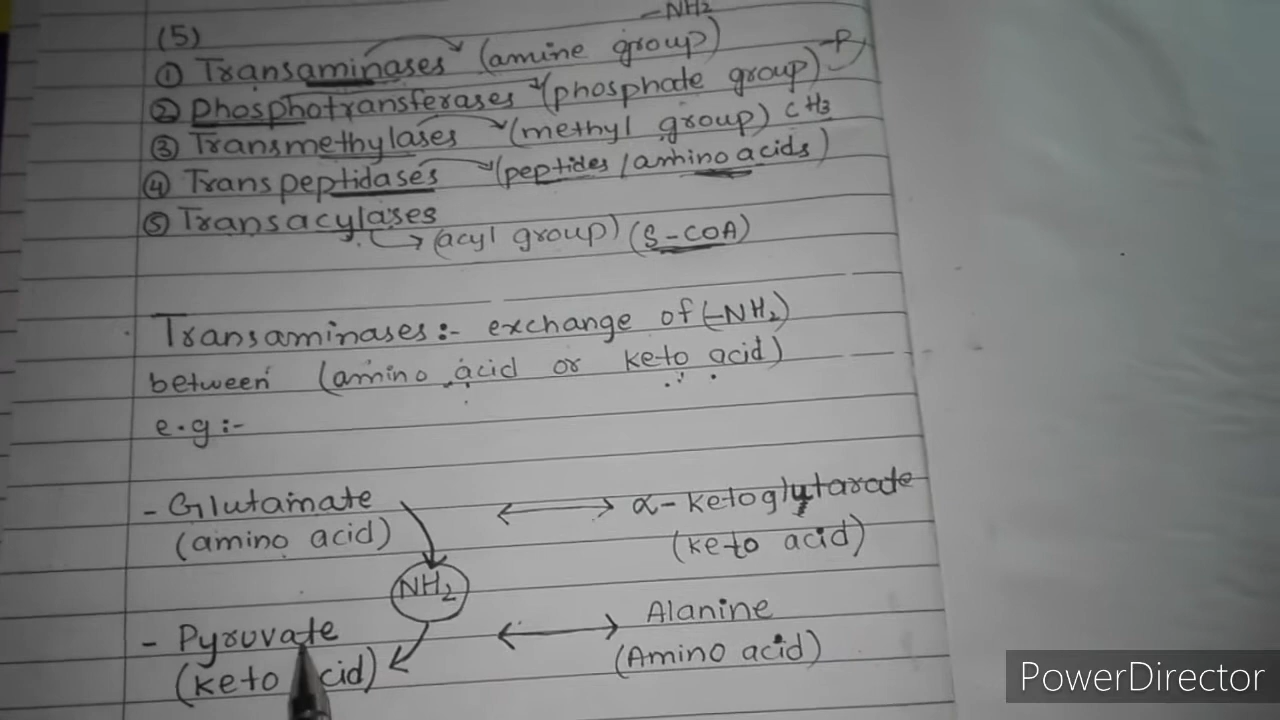 -NH2
(5)
① Transaminases (amine group)
② Phosphotransferases (phosphate group) -P
③ Transmethylases (methyl group) CH3
④ Transpeptidases (peptides / amino acids)
⑤ Transacylases
(acyl group) (S-COA)
Transaminases:- exchange of (-NH2)
between (amino acid or keto acid)
e.g:-
- Glutamate ⟷ α-Ketoglutarate
(amino acid) (keto acid)
NH2
- Pyruvate ⟷ Alanine
(keto acid) (Amino acid)
PowerDirector